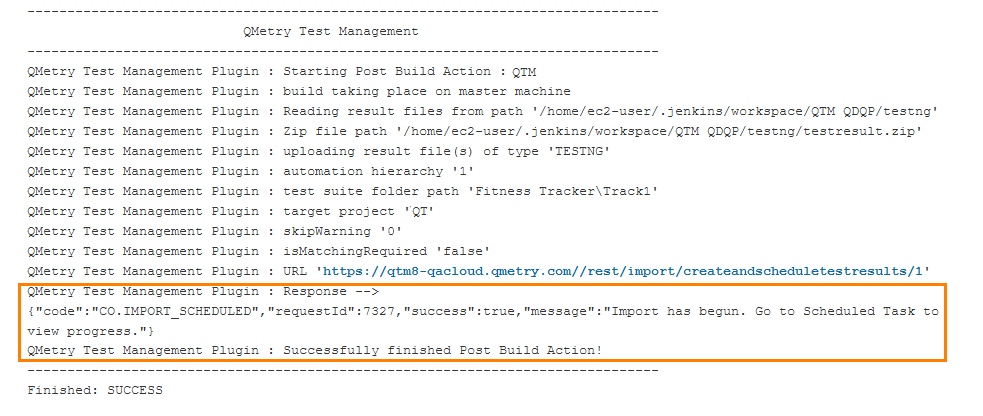 --------------------------------------------------------------------------------
QMetry Test Management
--------------------------------------------------------------------------------
QMetry Test Management Plugin : Starting Post Build Action : QTM
QMetry Test Management Plugin : build taking place on master machine
QMetry Test Management Plugin : Reading result files from path '/home/ec2-user/.jenkins/workspace/QTM QDQP/testng'
QMetry Test Management Plugin : Zip file path '/home/ec2-user/.jenkins/workspace/QTM QDQP/testng/testresult.zip'
QMetry Test Management Plugin : uploading result file(s) of type 'TESTNG'
QMetry Test Management Plugin : automation hierarchy '1'
QMetry Test Management Plugin : test suite folder path 'Fitness Tracker\Track1'
QMetry Test Management Plugin : target project 'QT'
QMetry Test Management Plugin : skipWarning '0'
QMetry Test Management Plugin : isMatchingRequired 'false'
QMetry Test Management Plugin : URL 'https://qtm8-qacloud.qmetry.com//rest/import/createandscheduletestresults/1'
QMetry Test Management Plugin : Response -->
{"code":"CO.IMPORT_SCHEDULED","requestId":7327,"success":true,"message":"Import has begun. Go to Scheduled Task to
view progress."}
QMetry Test Management Plugin : Successfully finished Post Build Action!
--------------------------------------------------------------------------------
Finished: SUCCESS